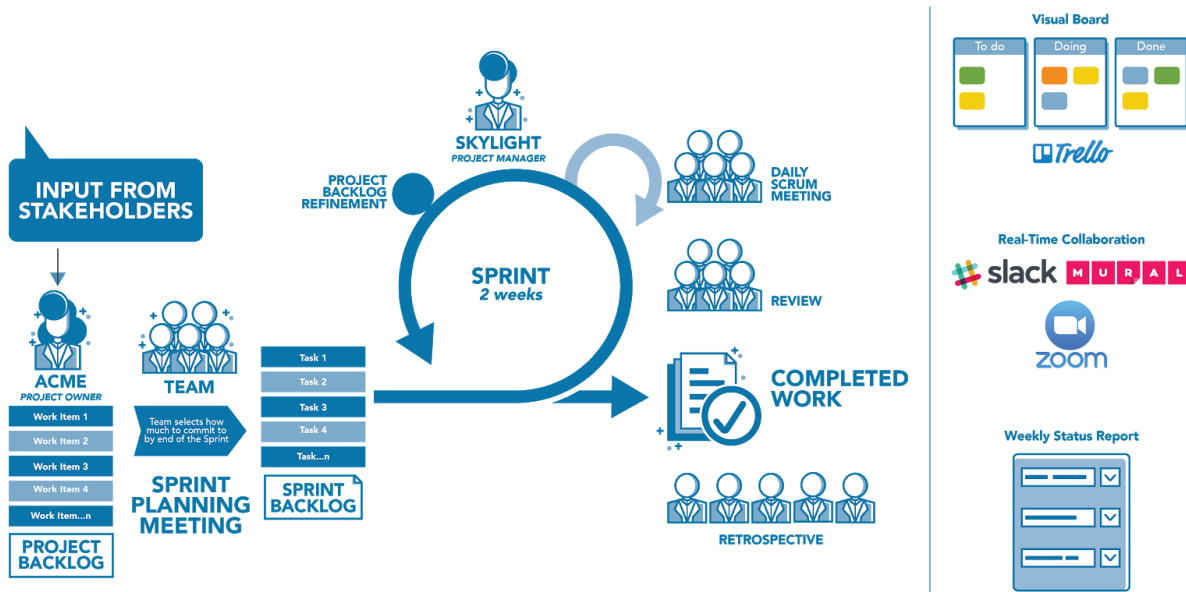 INPUT FROM
STAKEHOLDERS
ACME
PROJECT OWNER
Work Item 1
Work Item 2
Work Item 3
Work Item 4
Work Item...n
PROJECT
BACKLOG
TEAM
Team selects how
much to commit to
by end of the Sprint
SPRINT
PLANNING
MEETING
Task 1
Task 2
Task 3
Task 4
Task...n
SPRINT
BACKLOG
SKYLIGHT
PROJECT MANAGER
PROJECT
BACKLOG
REFINEMENT
SPRINT
2 weeks
DAILY
SCRUM
MEETING
REVIEW
COMPLETED
WORK
RETROSPECTIVE
Visual Board
To do
Doing
Done
Trello
Real-Time Collaboration
slack
MURAL
zoom
Weekly Status Report